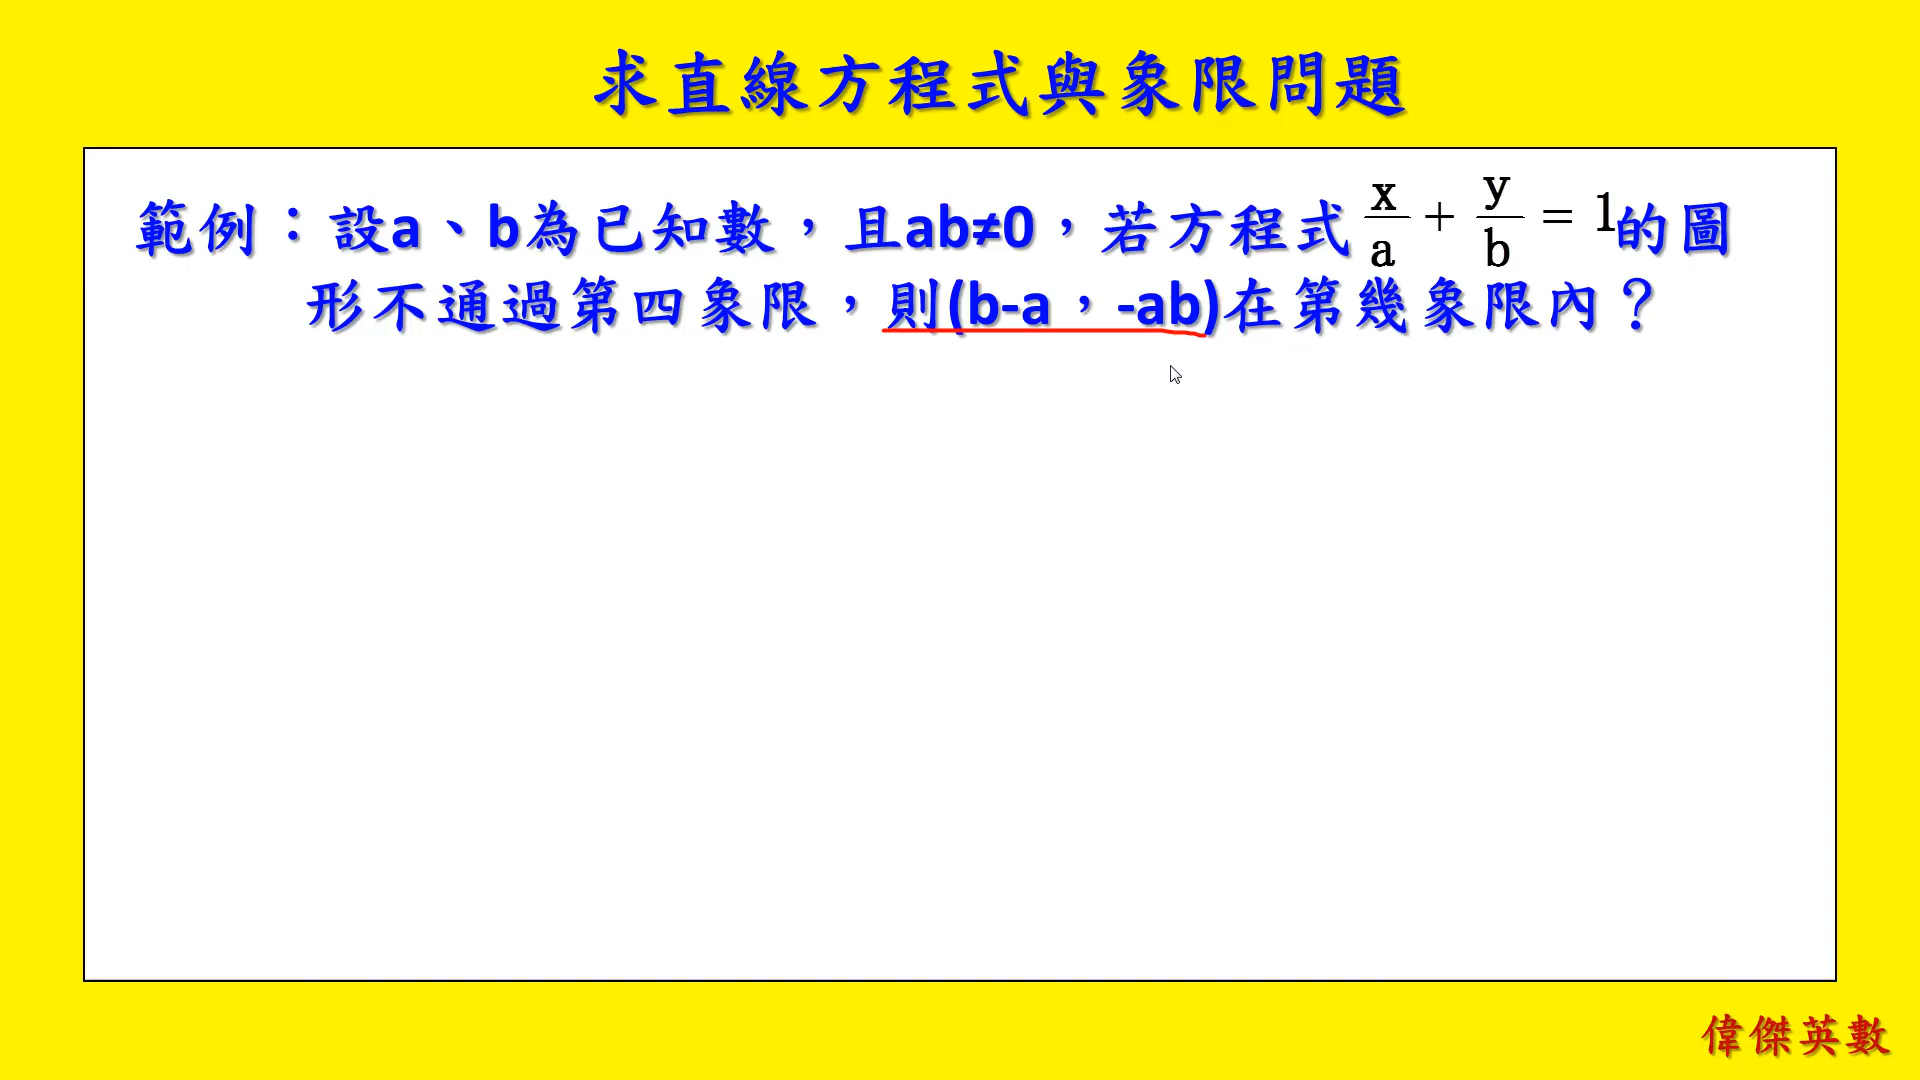 求直線方程式與象限問題
範例：設a、b為已知數，且ab≠0，若方程式 x/a + y/b = 1的圖
形不通過第四象限，則(b-a，-ab)在第幾象限內？
偉傑英數